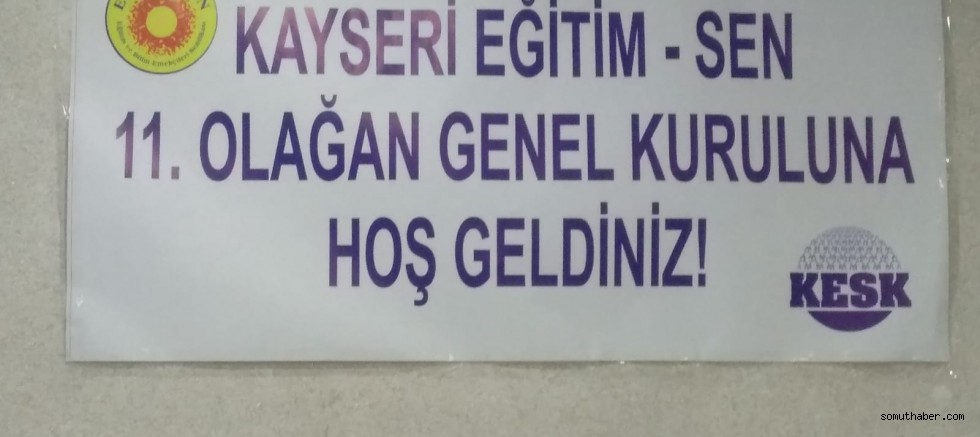 KAYSERİ EĞİTİM - SEN
11. OLAĞAN GENEL KURULUNA
HOŞ GELDİNİZ!
KESK
somuthaber.com